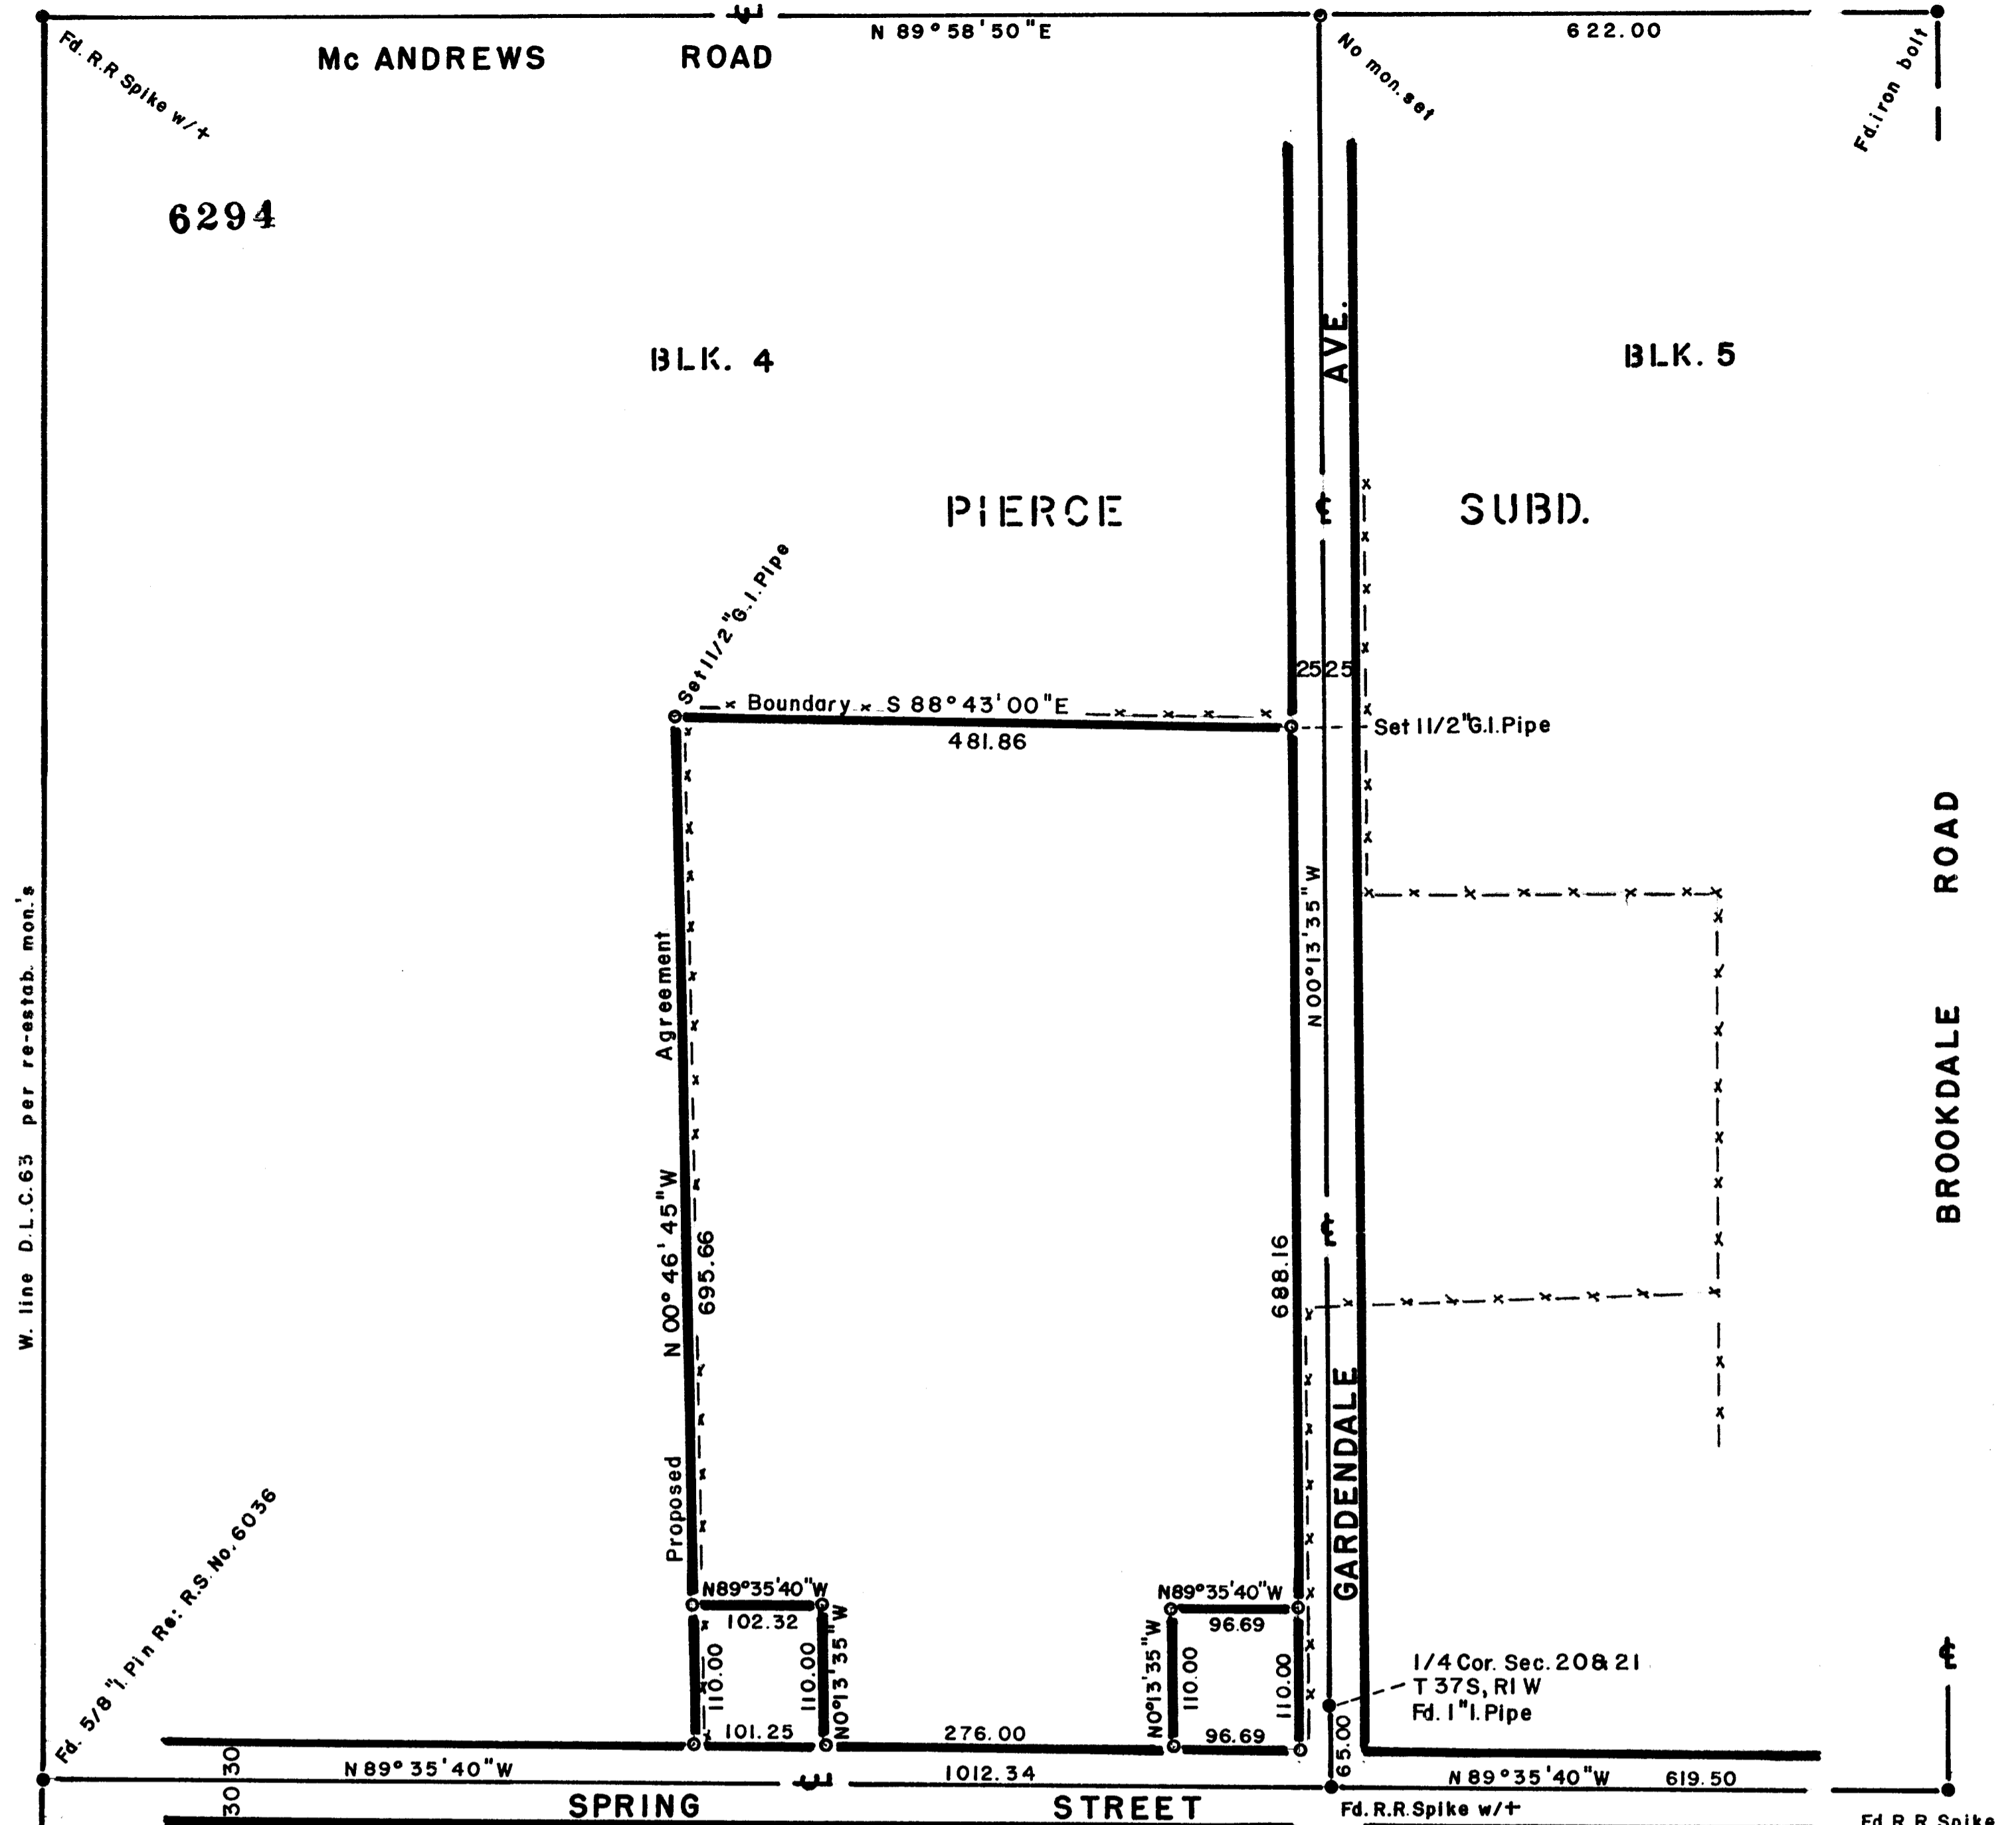 N 89°58'50"E
622.00
Mc ANDREWS ROAD
Fd. R.R Spike w/+
No mon. set
Fd. iron bolt
6294
AVE.
BLK. 4
BLK. 5
PIERCE SUBD.
Set 1 1/2" G.I. Pipe
25 25
Boundary S 88°43'00"E
481.86
Set 1 1/2" G.I. Pipe
W. line D.L.C. 63 per re-estab. mon.'s
Proposed Agreement
N 00°46'45"W
695.66
N 00°13'35"W
688.16
BROOKDALE ROAD
GARDENDALE
Fd. 5/8" I. Pin Re: R.S. No. 6036
N89°35'40"W
102.32
110.00
110.00
N0°13'35"W
101.25
276.00
N89°35'40"W
96.69
N0°13'35"W
110.00
110.00
96.69
1/4 Cor. Sec. 20 & 21
T 37S, R1 W
Fd. 1" I. Pipe
65.00
30 30
N 89° 35'40"W
1012.34
N 89°35'40"W 619.50
SPRING STREET
Fd. R.R. Spike w/+
Fd. R.R. Spike